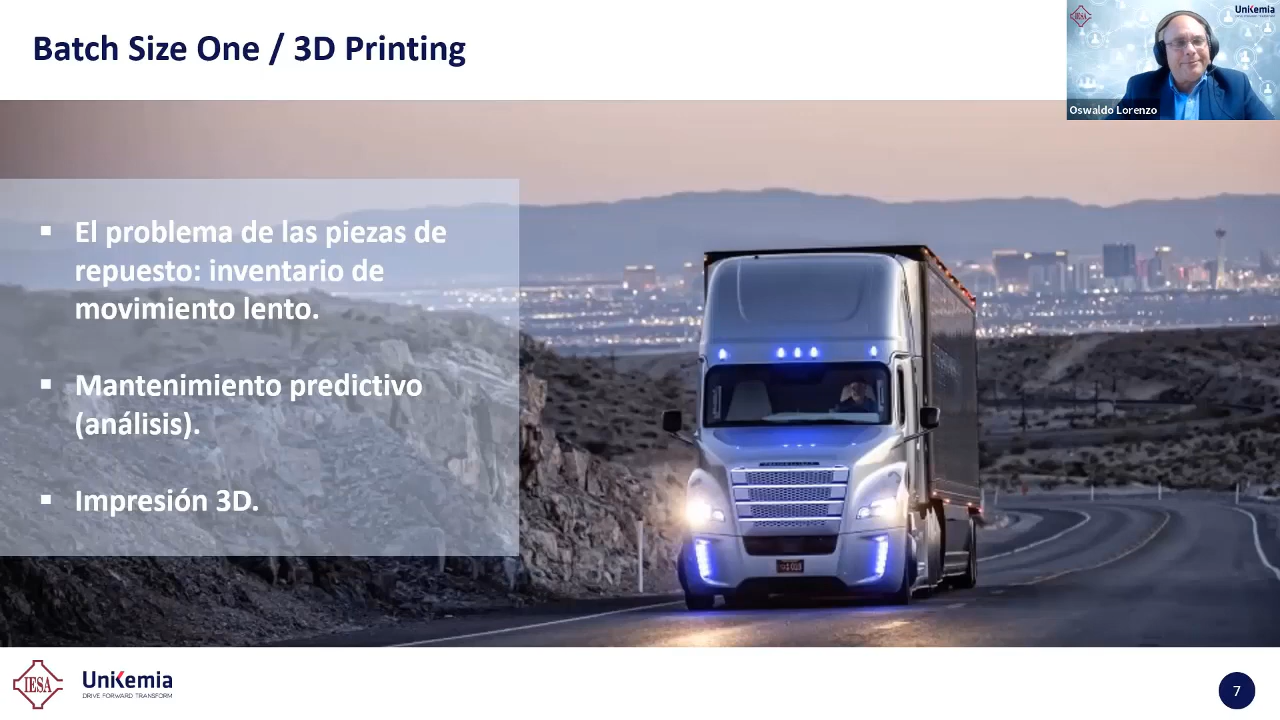 Batch Size One / 3D Printing
IESA
UniKemia
Oswaldo Lorenzo
▪ El problema de las piezas de
repuesto: inventario de
movimiento lento.
▪ Mantenimiento predictivo
(análisis).
▪ Impresión 3D.
IESA
UniKemia
DRIVE FORWARD TRANSFORM
7